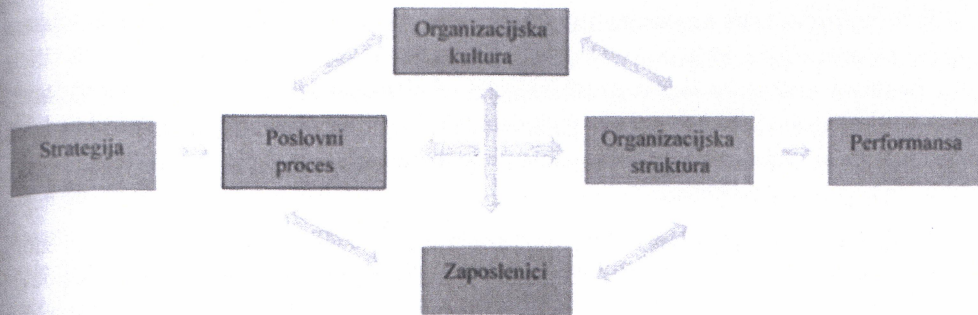 Organizacijska
kultura
Strategija
Poslovni
proces
Organizacijska
struktura
Performansa
Zaposlenici